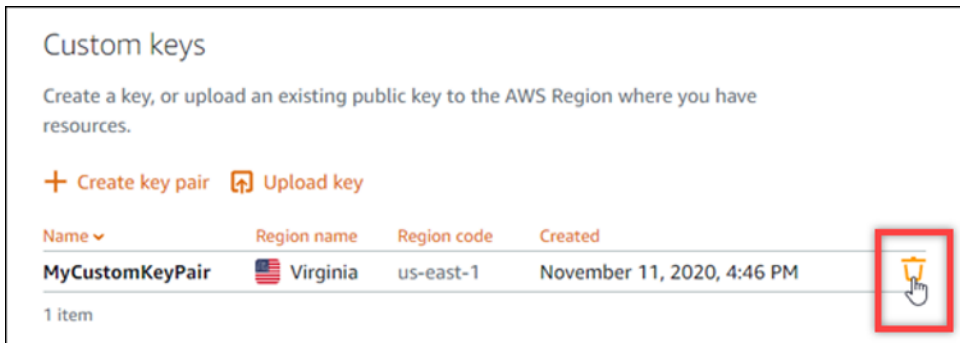 Custom keys
Create a key, or upload an existing public key to the AWS Region where you have
resources.
Create key pair Upload key
Name Region name Region code Created
MyCustomKeyPair Virginia us-east-1 November 11, 2020, 4:46 PM
1 item